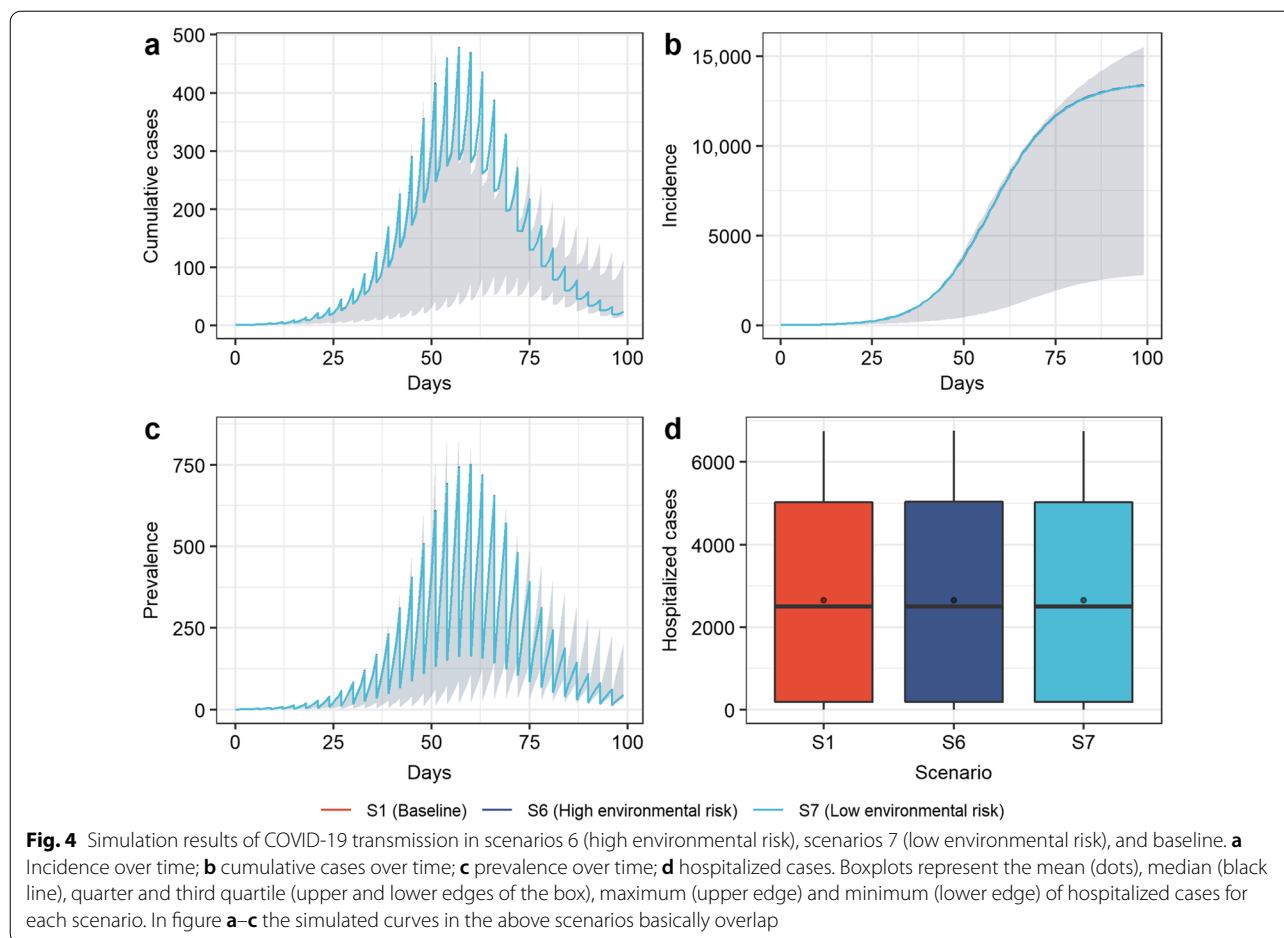 a
500
400
300
200
100
0
Cumulative cases
0 25 50 75 100
Days
b
15,000
10,000
5000
0
Incidence
0 25 50 75 100
Days
c
750
500
250
0
Prevalence
0 25 50 75 100
Days
d
6000
4000
2000
0
Hospitalized cases
S1 S6 S7
Scenario
S1 (Baseline) S6 (High environmental risk) S7 (Low environmental risk)
Fig. 4 Simulation results of COVID-19 transmission in scenarios 6 (high environmental risk), scenarios 7 (low environmental risk), and baseline. a
Incidence over time; b cumulative cases over time; c prevalence over time; d hospitalized cases. Boxplots represent the mean (dots), median (black
line), quarter and third quartile (upper and lower edges of the box), maximum (upper edge) and minimum (lower edge) of hospitalized cases for
each scenario. In figure a–c the simulated curves in the above scenarios basically overlap